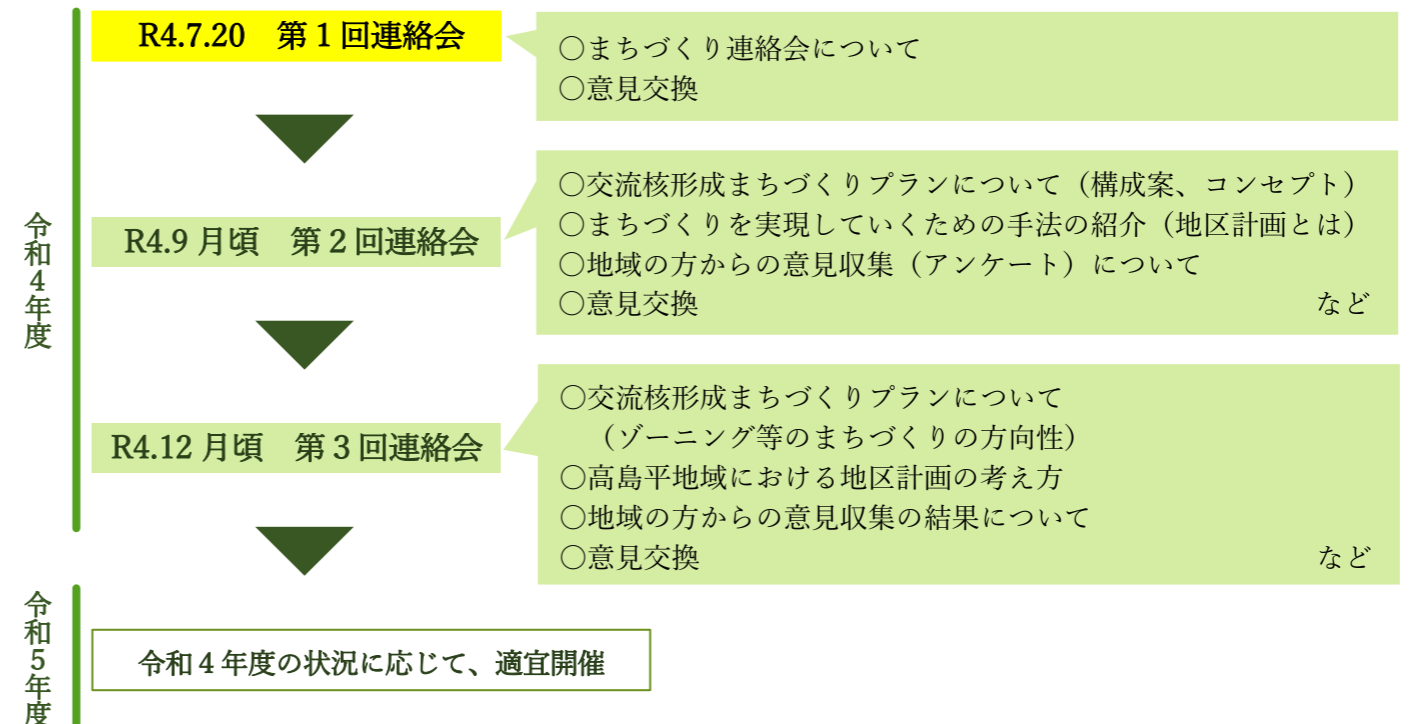 令和4年度
R4.7.20 第1回連絡会
○まちづくり連絡会について
○意見交換
R4.9月頃 第2回連絡会
○交流核形成まちづくりプランについて（構成案、コンセプト）
○まちづくりを実現していくための手法の紹介（地区計画とは）
○地域の方からの意見収集（アンケート）について
○意見交換 など
R4.12月頃 第3回連絡会
○交流核形成まちづくりプランについて
（ゾーニング等のまちづくりの方向性）
○高島平地域における地区計画の考え方
○地域の方からの意見収集の結果について
○意見交換 など
令和5年度
令和4年度の状況に応じて、適宜開催